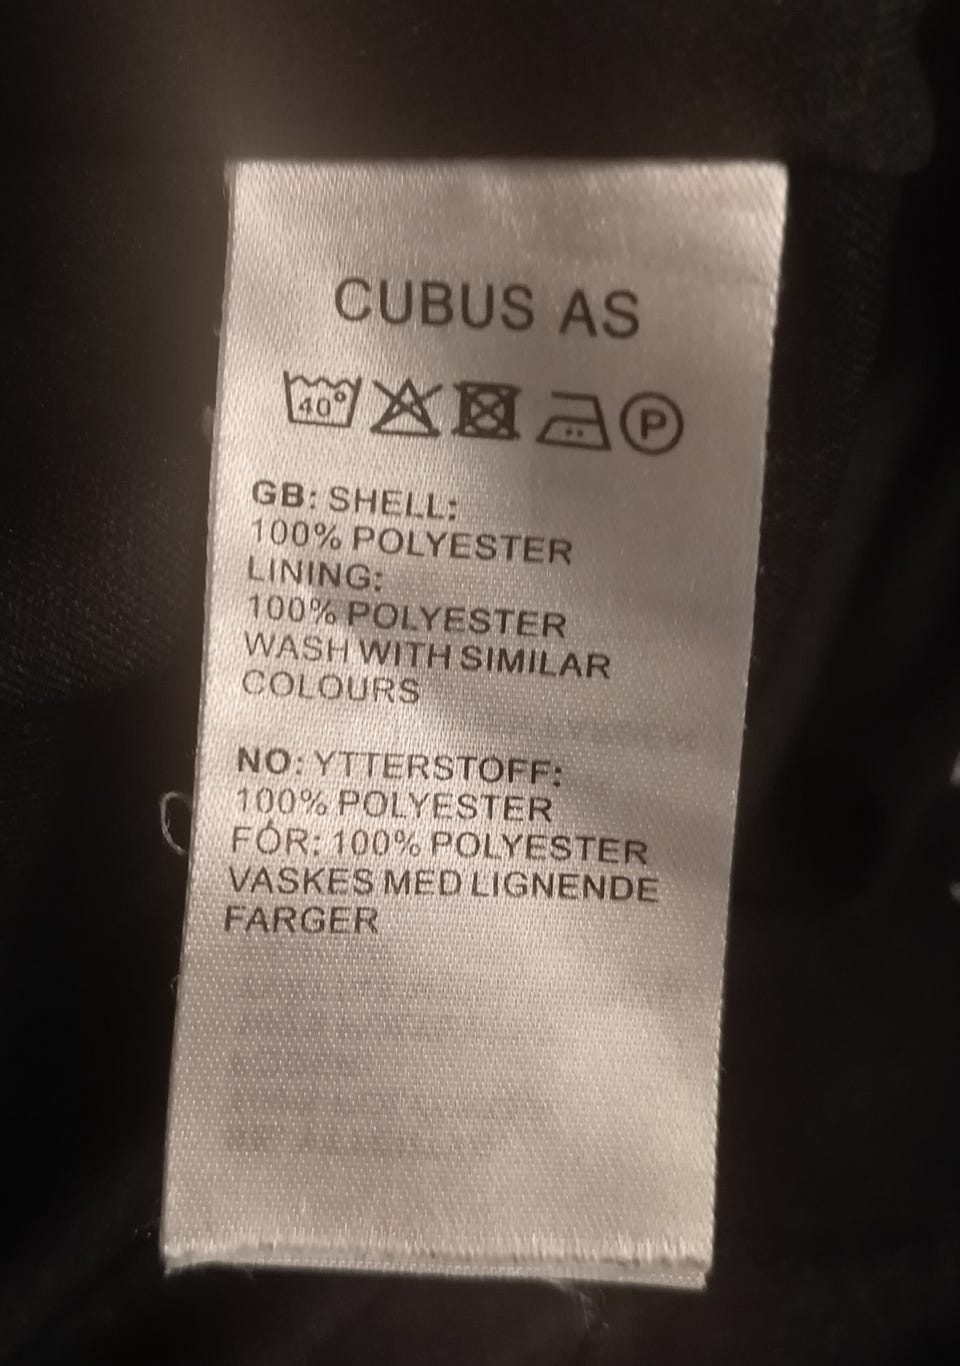 CUBUS AS
40°
P
GB: SHELL:
100% POLYESTER
LINING:
100% POLYESTER
WASH WITH SIMILAR
COLOURS
NO: YTTERSTOFF:
100% POLYESTER
FÓR: 100% POLYESTER
VASKES MED LIGNENDE
FARGER